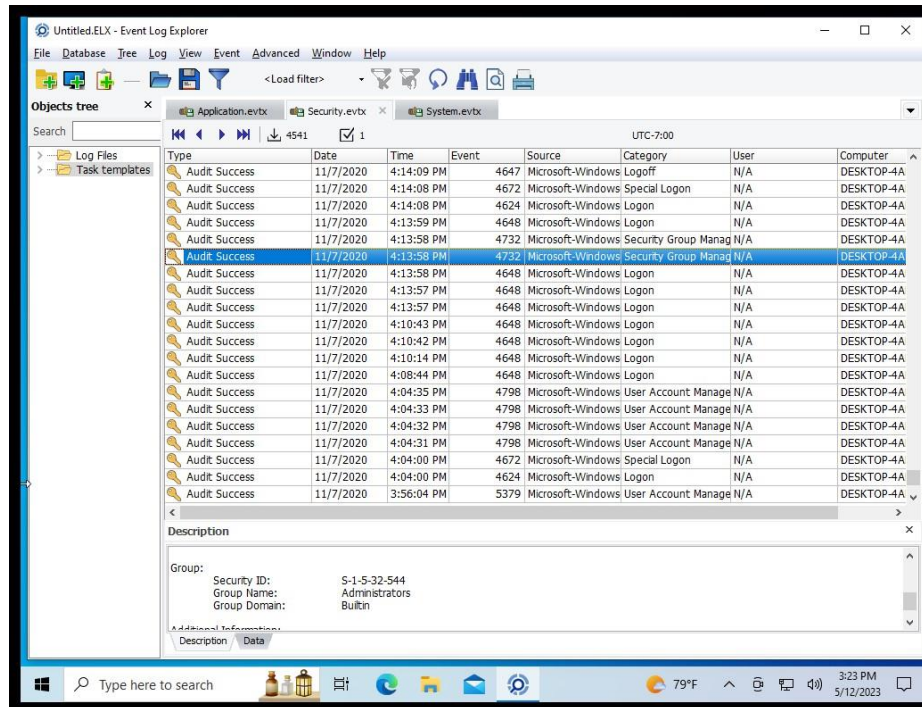 Untitled.ELX - Event Log Explorer
File Database Tree Log View Event Advanced Window Help
<Load filter>
Objects tree
Application.evtx Security.evtx System.evtx
Search
4541 1 UTC-7:00
Log Files
Task templates
Type Date Time Event Source Category User Computer
Audit Success 11/7/2020 4:14:09 PM 4647 Microsoft-Windows Logoff N/A DESKTOP-4A
Audit Success 11/7/2020 4:14:08 PM 4672 Microsoft-Windows Special Logon N/A DESKTOP-4A
Audit Success 11/7/2020 4:14:08 PM 4624 Microsoft-Windows Logon N/A DESKTOP-4A
Audit Success 11/7/2020 4:13:59 PM 4648 Microsoft-Windows Logon N/A DESKTOP-4A
Audit Success 11/7/2020 4:13:58 PM 4732 Microsoft-Windows Security Group Manag N/A DESKTOP-4A
Audit Success 11/7/2020 4:13:58 PM 4732 Microsoft-Windows Security Group Manag N/A DESKTOP-4A
Audit Success 11/7/2020 4:13:58 PM 4648 Microsoft-Windows Logon N/A DESKTOP-4A
Audit Success 11/7/2020 4:13:57 PM 4648 Microsoft-Windows Logon N/A DESKTOP-4A
Audit Success 11/7/2020 4:13:57 PM 4648 Microsoft-Windows Logon N/A DESKTOP-4A
Audit Success 11/7/2020 4:10:43 PM 4648 Microsoft-Windows Logon N/A DESKTOP-4A
Audit Success 11/7/2020 4:10:42 PM 4648 Microsoft-Windows Logon N/A DESKTOP-4A
Audit Success 11/7/2020 4:10:14 PM 4648 Microsoft-Windows Logon N/A DESKTOP-4A
Audit Success 11/7/2020 4:08:44 PM 4648 Microsoft-Windows Logon N/A DESKTOP-4A
Audit Success 11/7/2020 4:04:35 PM 4798 Microsoft-Windows User Account Manage N/A DESKTOP-4A
Audit Success 11/7/2020 4:04:33 PM 4798 Microsoft-Windows User Account Manage N/A DESKTOP-4A
Audit Success 11/7/2020 4:04:32 PM 4798 Microsoft-Windows User Account Manage N/A DESKTOP-4A
Audit Success 11/7/2020 4:04:31 PM 4798 Microsoft-Windows User Account Manage N/A DESKTOP-4A
Audit Success 11/7/2020 4:04:00 PM 4672 Microsoft-Windows Special Logon N/A DESKTOP-4A
Audit Success 11/7/2020 4:04:00 PM 4624 Microsoft-Windows Logon N/A DESKTOP-4A
Audit Success 11/7/2020 3:56:04 PM 5379 Microsoft-Windows User Account Manage N/A DESKTOP-4A
Description
Group:
Security ID: S-1-5-32-544
Group Name: Administrators
Group Domain: Builtin
Additional Information:
Description Data
Type here to search
79°F
3:23 PM
5/12/2023